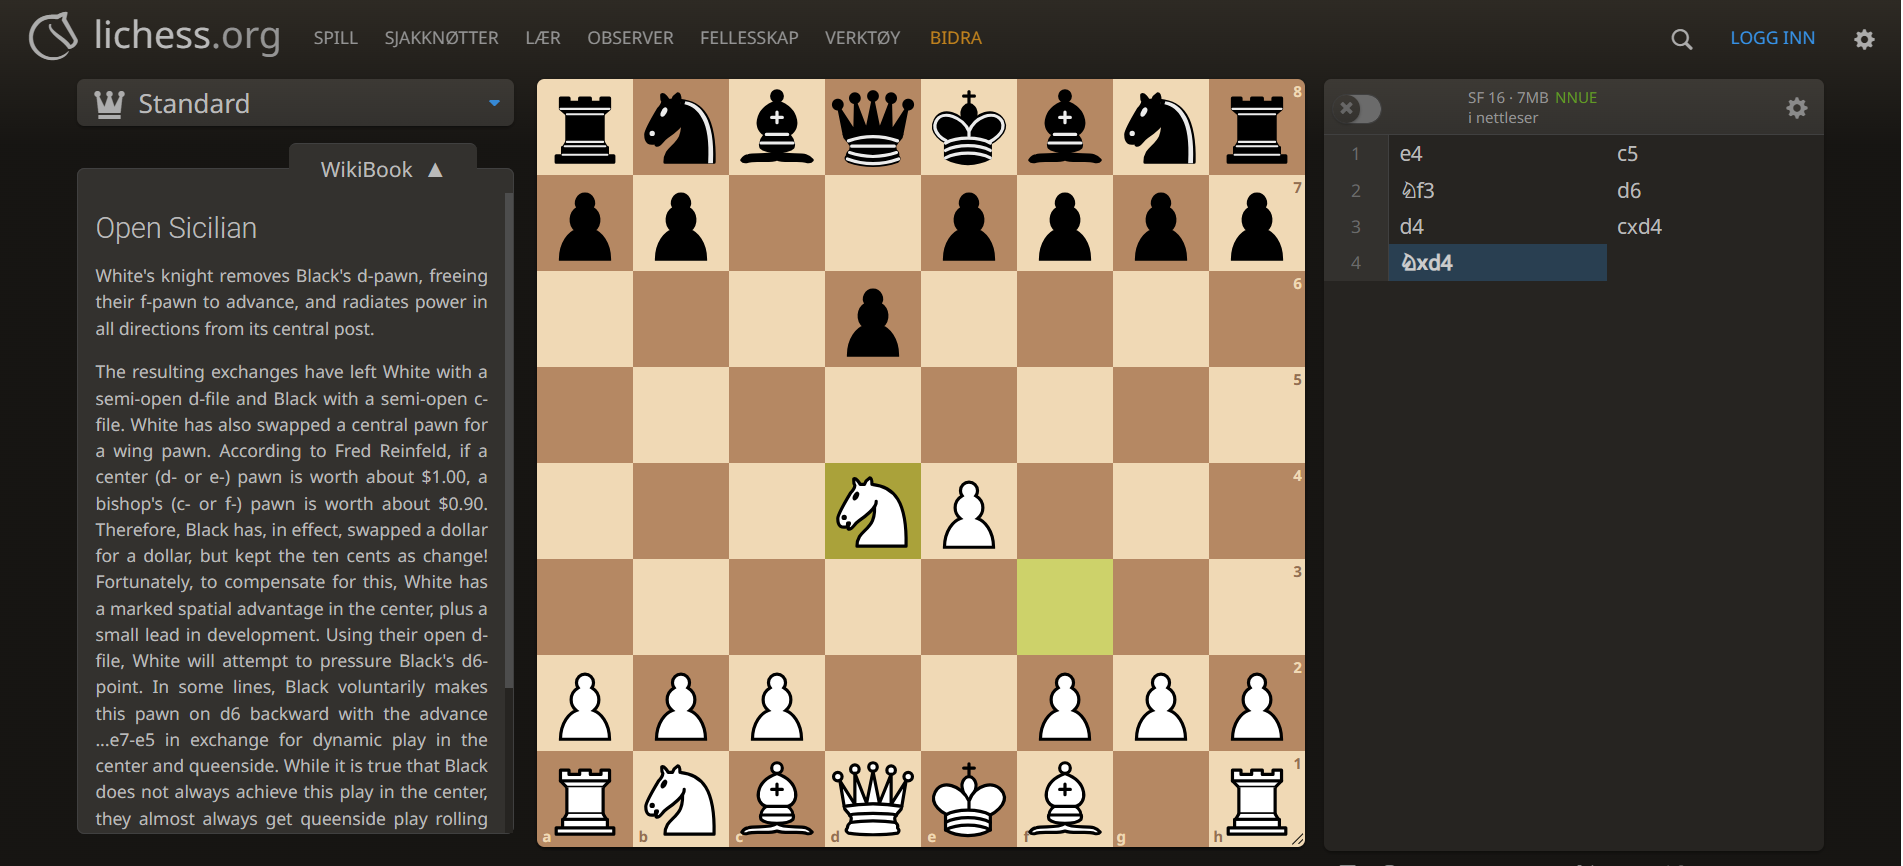 lichess.org SPILL SJAKKNØTTER LÆR OBSERVER FELLESSKAP VERKTØY BIDRA LOGG INN
Standard
WikiBook ▲
Open Sicilian
White's knight removes Black's d-pawn, freeing
their f-pawn to advance, and radiates power in
all directions from its central post.
The resulting exchanges have left White with a
semi-open d-file and Black with a semi-open c-
file. White has also swapped a central pawn for
a wing pawn. According to Fred Reinfeld, if a
center (d- or e-) pawn is worth about $1.00, a
bishop's (c- or f-) pawn is worth about $0.90.
Therefore, Black has, in effect, swapped a dollar
for a dollar, but kept the ten cents as change!
Fortunately, to compensate for this, White has
a marked spatial advantage in the center, plus a
small lead in development. Using their open d-
file, White will attempt to pressure Black's d6-
point. In some lines, Black voluntarily makes
this pawn on d6 backward with the advance
...e7-e5 in exchange for dynamic play in the
center and queenside. While it is true that Black
does not always achieve this play in the center,
they almost always get queenside play rolling
8
7
6
5
4
3
2
1
a b c d e f g h
SF 16 · 7MB NNUE
i nettleser
1 e4 c5
2 ♘f3 d6
3 d4 cxd4
4 ♘xd4